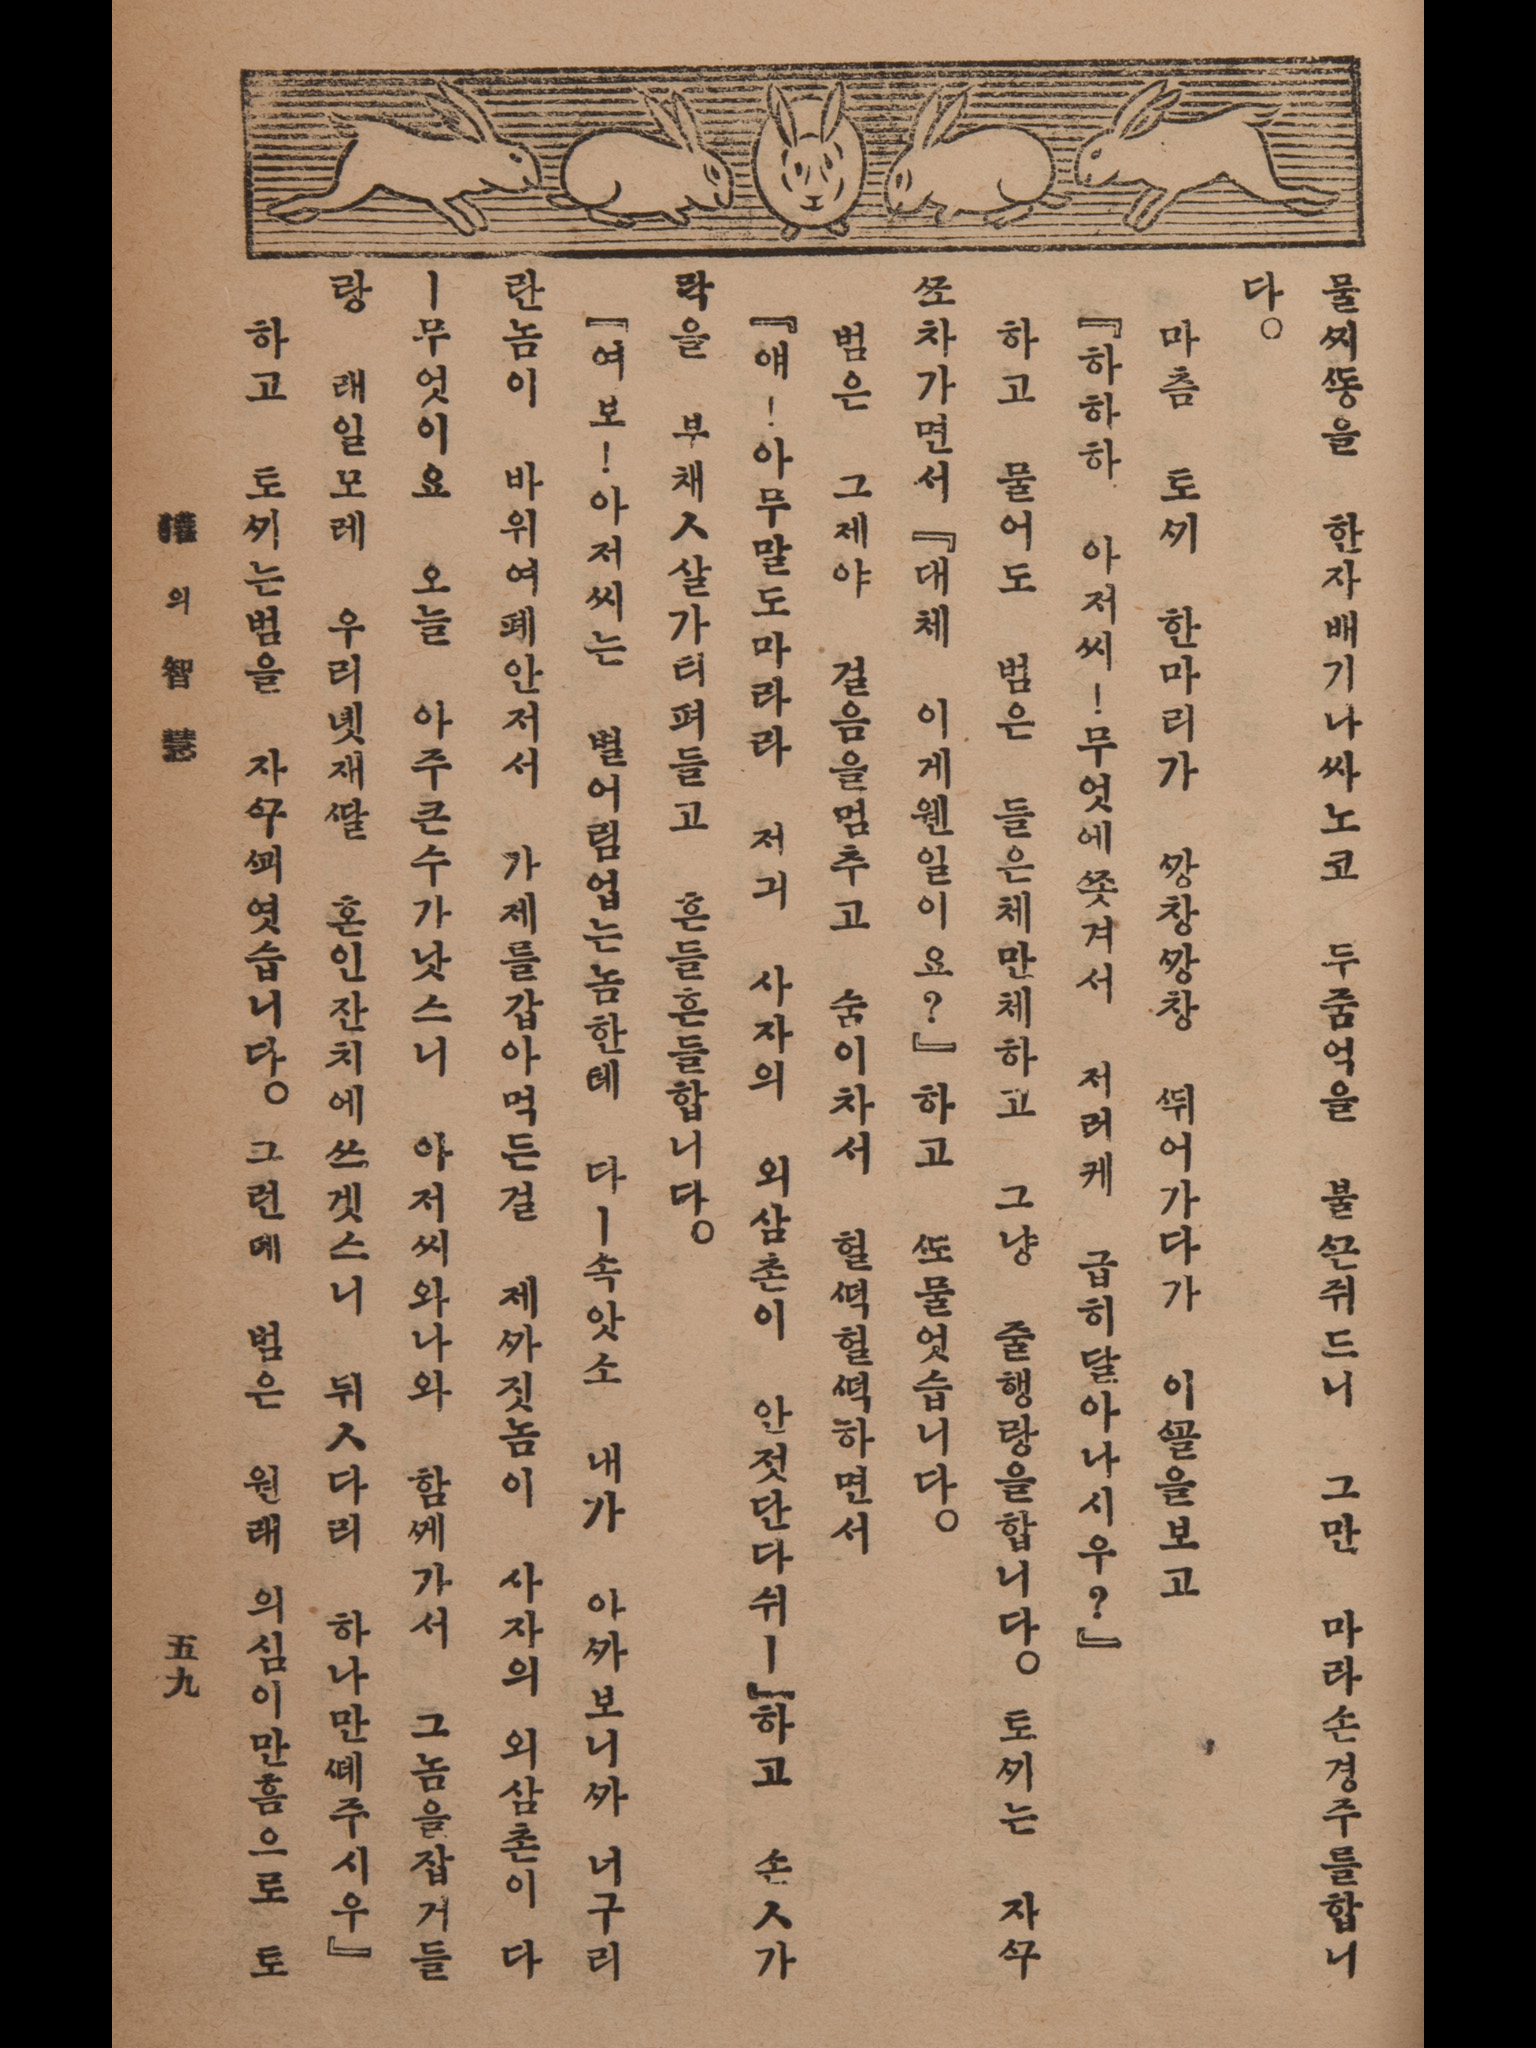 물ᄶᅵᄯᅩᆼ을 한자배기나싸노코 두줌억을 불ᄭᅳᆫ쥐드니 그만 마라손경주를합니
다。
마츰 토ᄭᅵ 한마리가 ᄭᅡᆼ창ᄭᅡᆼ창 ᄯᅱ어가다가 이ᄭᅩᆯ을보고
『하하하 아저씨!무엇에ᄶᅩᆺ겨서 저러케 급히달아나시우?』
하고 물어도 범은 들은체만체하고 그냥 줄행랑을합니다。토ᄭᅵ는 자ᄭᅮ
ᄶᅩ차가면서『대체 이게웬일이요?』하고 ᄯᅩ물엇습니다。
범은 그제야 걸음을멈추고 숨이차서 헐ᄯᅥᆨ헐ᄯᅥᆨ하면서
『얘!아무말도마라라 저긔 사자의 외삼촌이 안젓단다쉬ー』하고 손ㅅ가
락을 부채ㅅ살가티펴들고 흔들흔들합니다。
『여보!아저씨는 벌어림업는놈한테 다ー속앗소 내가 아ᄭᅡ보니ᄭᅡ 너구리
란놈이 바위여폐안저서 가제를갑아먹든걸 제ᄭᅡ짓놈이 사자의 외삼촌이 다
ー무엇이요 오늘 아주큰수가낫스니 아저씨와나와 함ᄭᅦ가서 그놈을잡거들
랑 래일모레 우리넷재ᄯᅡᆯ 혼인잔치에쓰겟스니 뒤ㅅ다리 하나만ᄯᅦ주시우』
하고 토ᄭᅵ는범을 자ᄭᅮᄭᅬ엿습니다。그런데 범은 원래 의심이만흠으로 토
의 智 慧
五九